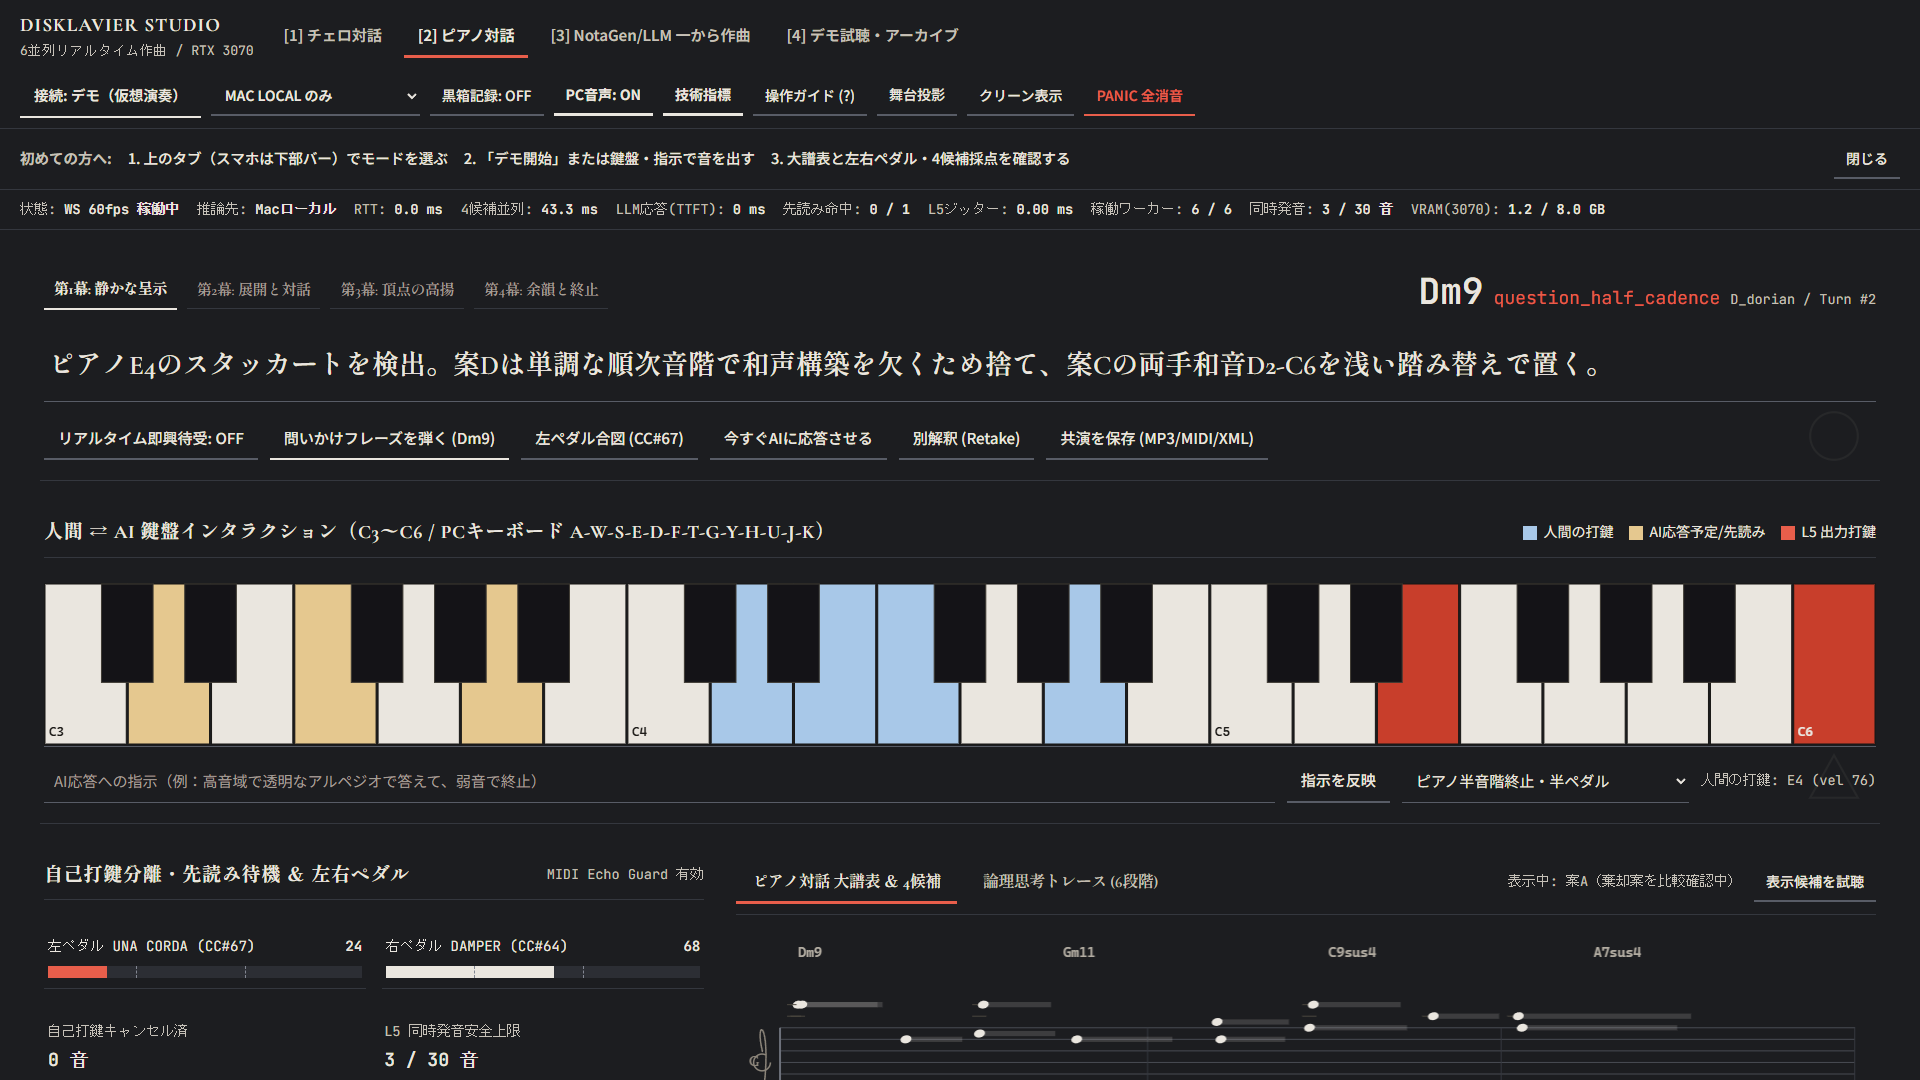 DISKLAVIER STUDIO
6並列リアルタイム作曲 / RTX 3070
[1] チェロ対話
[2] ピアノ対話
[3] NotaGen/LLM 一から作曲
[4] デモ試聴・アーカイブ
接続: デモ（仮想演奏）
MAC LOCAL のみ
黒箱記録: OFF
PC音声: ON
技術指標
操作ガイド (?)
舞台投影
クリーン表示
PANIC 全消音
初めての方へ: 1. 上のタブ（スマホは下部バー）でモードを選ぶ 2. 「デモ開始」または鍵盤・指示で音を出す 3. 大譜表と左右ペダル・4候補採点を確認する
閉じる
状態: WS 60fps 稼働中 推論先: Macローカル RTT: 0.0 ms 4候補並列: 43.3 ms LLM応答(TTFT): 0 ms 先読み命中: 0 / 1 L5ジッター: 0.00 ms 稼働ワーカー: 6 / 6 同時発音: 3 / 30 音 VRAM(3070): 1.2 / 8.0 GB
第1幕: 静かな呈示
第2幕: 展開と対話
第3幕: 頂点の高揚
第4幕: 余韻と終止
Dm9 question_half_cadence D_dorian / Turn #2
ピアノE4のスタッカートを検出。案Dは単調な順次音階で和声構築を欠くため捨て、案Cの両手和音D2-C6を浅い踏み替えで置く。
リアルタイム即興待受: OFF
問いかけフレーズを弾く (Dm9)
左ペダル合図 (CC#67)
今すぐAIに応答させる
別解釈 (Retake)
共演を保存 (MP3/MIDI/XML)
人間 ⇄ AI 鍵盤インタラクション（C3〜C6 / PCキーボード A-W-S-E-D-F-T-G-Y-H-U-J-K）
人間の打鍵
AI応答予定/先読み
L5 出力打鍵
C3
C4
C5
C6
AI応答への指示（例：高音域で透明なアルペジオで答えて、弱音で終止）
指示を反映
ピアノ半音階終止・半ペダル
人間の打鍵: E4 (vel 76)
自己打鍵分離・先読み待機 & 左右ペダル
MIDI Echo Guard 有効
左ペダル UNA CORDA (CC#67) 24
右ペダル DAMPER (CC#64) 68
自己打鍵キャンセル済
0 音
L5 同時発音安全上限
3 / 30 音
ピアノ対話 大譜表 & 4候補
論理思考トレース (6段階)
表示中: 案A（棄却案を比較確認中）
表示候補を試聴
Dm9
Gm11
C9sus4
A7sus4